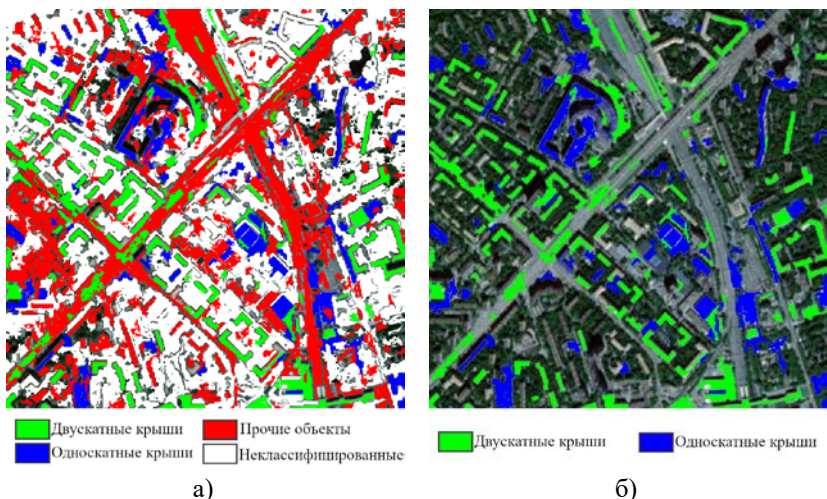 Двускатные крыши
Прочие объекты
Односкатные крыши
Неклассифицированные
Двускатные крыши
Односкатные крыши
а)
б)